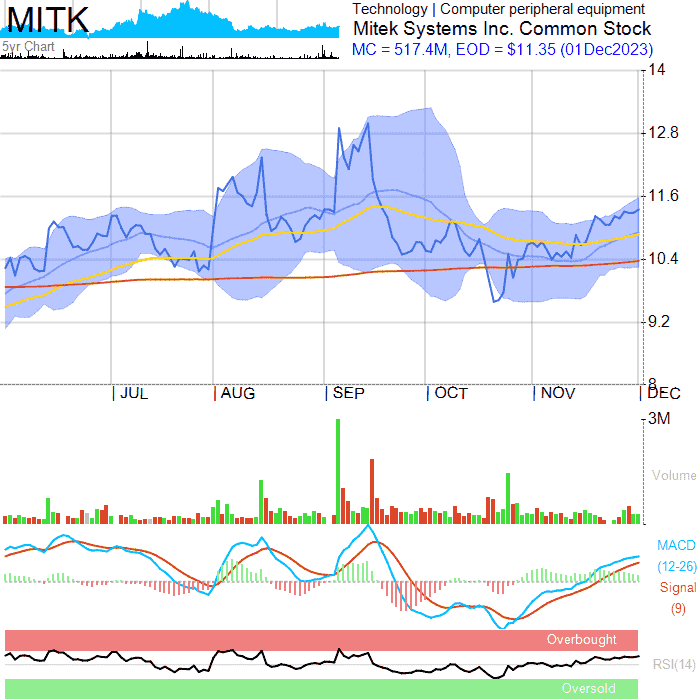 MITK
Technology | Computer peripheral equipment
Mitek Systems Inc. Common Stock
5yr Chart
MC = 517.4M, EOD = $11.35 (01Dec2023)
14
12.8
11.6
10.4
9.2
8
JUL AUG SEP OCT NOV DEC
3M
Volume
MACD
(12-26)
Signal
(9)
Overbought
RSI(14)
Oversold